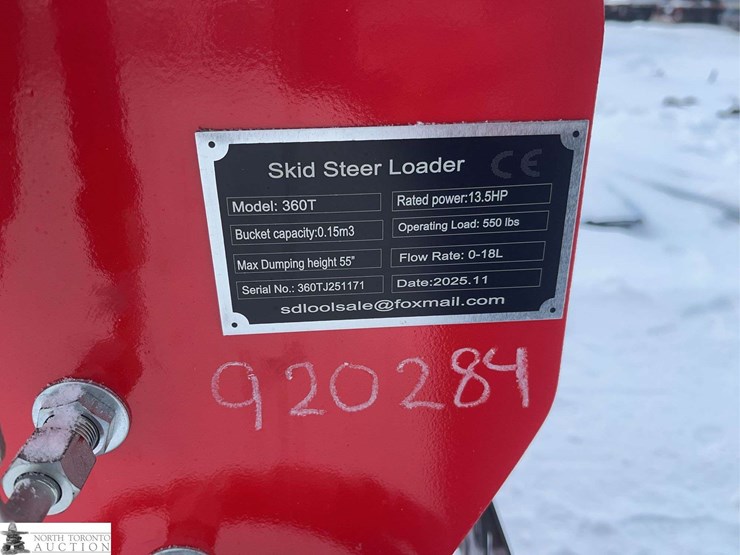 Skid Steer Loader CE
Model: 360T
Rated power:13.5HP
Bucket capacity:0.15m3
Operating Load: 550 lbs
Max Dumping height 55"
Flow Rate: 0-18L
Serial No.: 360TJ251171
Date:2025.11
sdloolsale@foxmail.com
920284
NORTH TORONTO
AUCTION